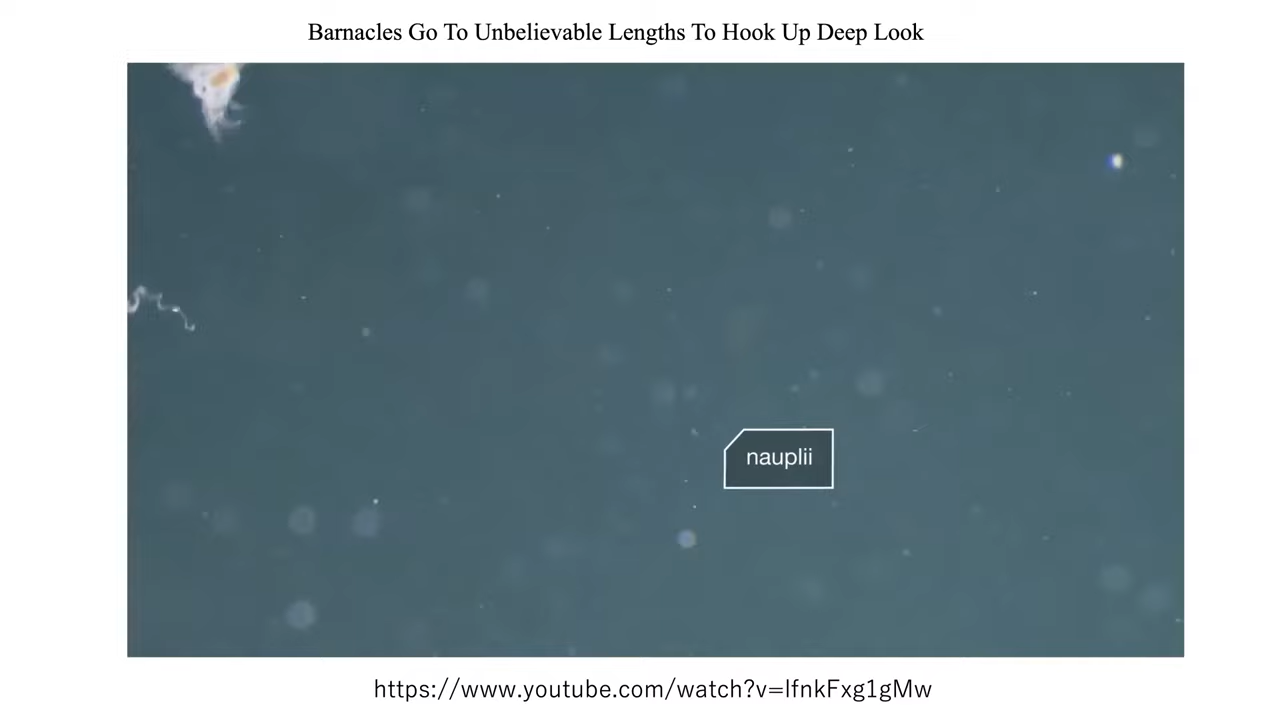 Barnacles Go To Unbelievable Lengths To Hook Up Deep Look
nauplii
https://www.youtube.com/watch?v=lfnkFxg1gMw